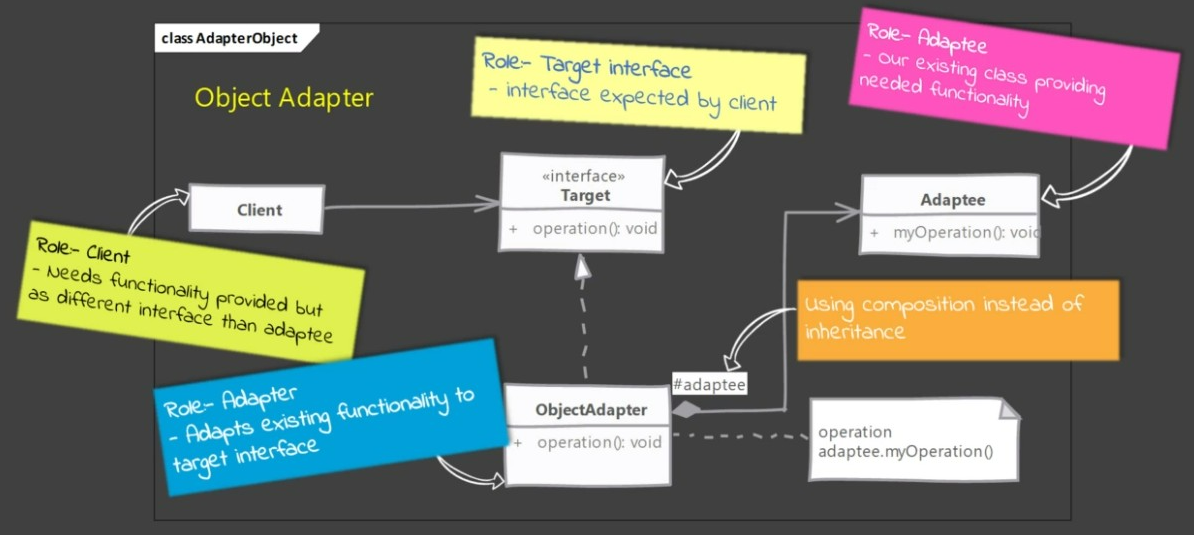 class AdapterObject
Object Adapter
Role:- Target interface
- interface expected by client
Role:- Adaptee
- our existing class providing
needed functionality
Client
«interface»
Target
+ operation(): void
Adaptee
+ myOperation(): void
Role:- Client
- Needs functionality provided but
as different interface than adaptee
Using composition instead of
inheritance
Role:- Adapter
- Adapts existing functionality to
target interface
#adaptee
ObjectAdapter
+ operation(): void
operation
adaptee.myOperation()